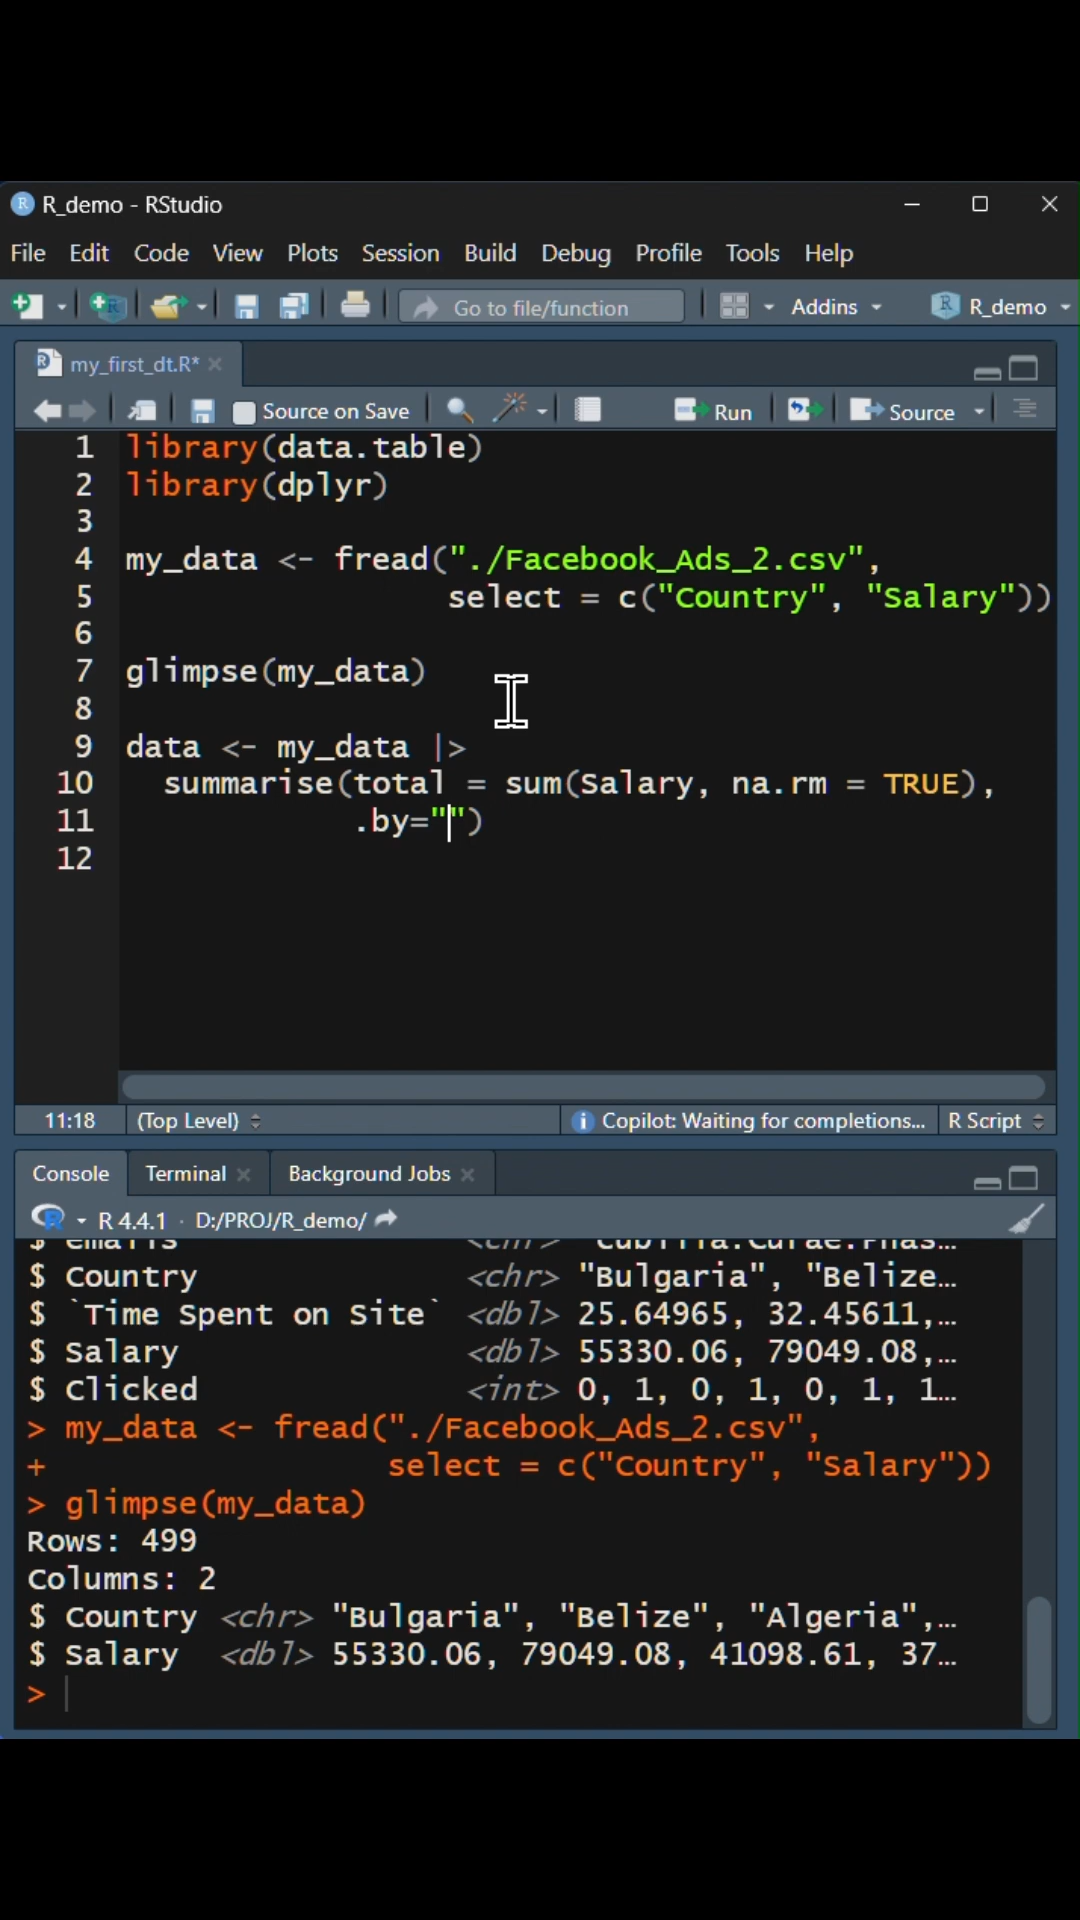 R_demo - RStudio
File Edit Code View Plots Session Build Debug Profile Tools Help
Go to file/function Addins R_demo
my_first_dt.R*
Source on Save Run Source
1 library(data.table)
2 library(dplyr)
3
4 my_data <- fread("./Facebook_Ads_2.csv",
5 select = c("Country", "Salary"))
6
7 glimpse(my_data)
8
9 data <- my_data |>
10 summarise(total = sum(Salary, na.rm = TRUE),
11 .by="")
12
11:18 (Top Level) Copilot: Waiting for completions... R Script
Console Terminal Background Jobs
R 4.4.1 · D:/PROJ/R_demo/
$ Country <chr> "Bulgaria", "Belize…
$ `Time Spent on Site` <dbl> 25.64965, 32.45611,…
$ Salary <dbl> 55330.06, 79049.08,…
$ Clicked <int> 0, 1, 0, 1, 0, 1, 1…
> my_data <- fread("./Facebook_Ads_2.csv",
+ select = c("Country", "Salary"))
> glimpse(my_data)
Rows: 499
Columns: 2
$ Country <chr> "Bulgaria", "Belize", "Algeria",…
$ Salary <dbl> 55330.06, 79049.08, 41098.61, 37…
>